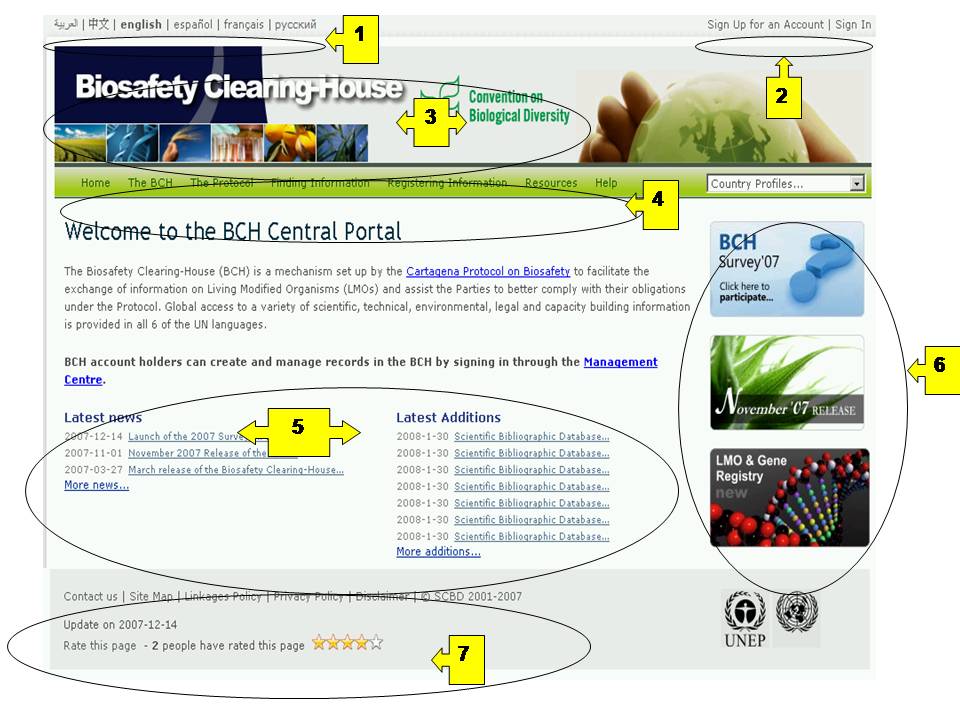 العربية | 中文 | english | español | français | русский
Sign Up for an Account | Sign In
1
2
Biosafety Clearing-House
Convention on
Biological Diversity
3
Home The BCH The Protocol Finding Information Registering Information Resources Help
Country Profiles...
4
Welcome to the BCH Central Portal
The Biosafety Clearing-House (BCH) is a mechanism set up by the Cartagena Protocol on Biosafety to facilitate the
exchange of information on Living Modified Organisms (LMOs) and assist the Parties to better comply with their obligations
under the Protocol. Global access to a variety of scientific, technical, environmental, legal and capacity building information
is provided in all 6 of the UN languages.
BCH account holders can create and manage records in the BCH by signing in through the Management
Centre.
Latest news
2007-12-14 Launch of the 2007 Surve
2007-11-01 November 2007 Release of the
2007-03-27 March release of the Biosafety Clearing-House...
More news...
5
Latest Additions
2008-1-30 Scientific Bibliographic Database...
2008-1-30 Scientific Bibliographic Database...
2008-1-30 Scientific Bibliographic Database...
2008-1-30 Scientific Bibliographic Database...
2008-1-30 Scientific Bibliographic Database...
2008-1-30 Scientific Bibliographic Database...
2008-1-30 Scientific Bibliographic Database...
More additions...
BCH
Survey'07
Click here to
participate...
November '07 RELEASE
LMO & Gene
Registry
new
6
Contact us | Site Map | Linkages Policy | Privacy Policy | Disclaimer | © SCBD 2001-2007
Update on 2007-12-14
Rate this page - 2 people have rated this page
7
UNEP